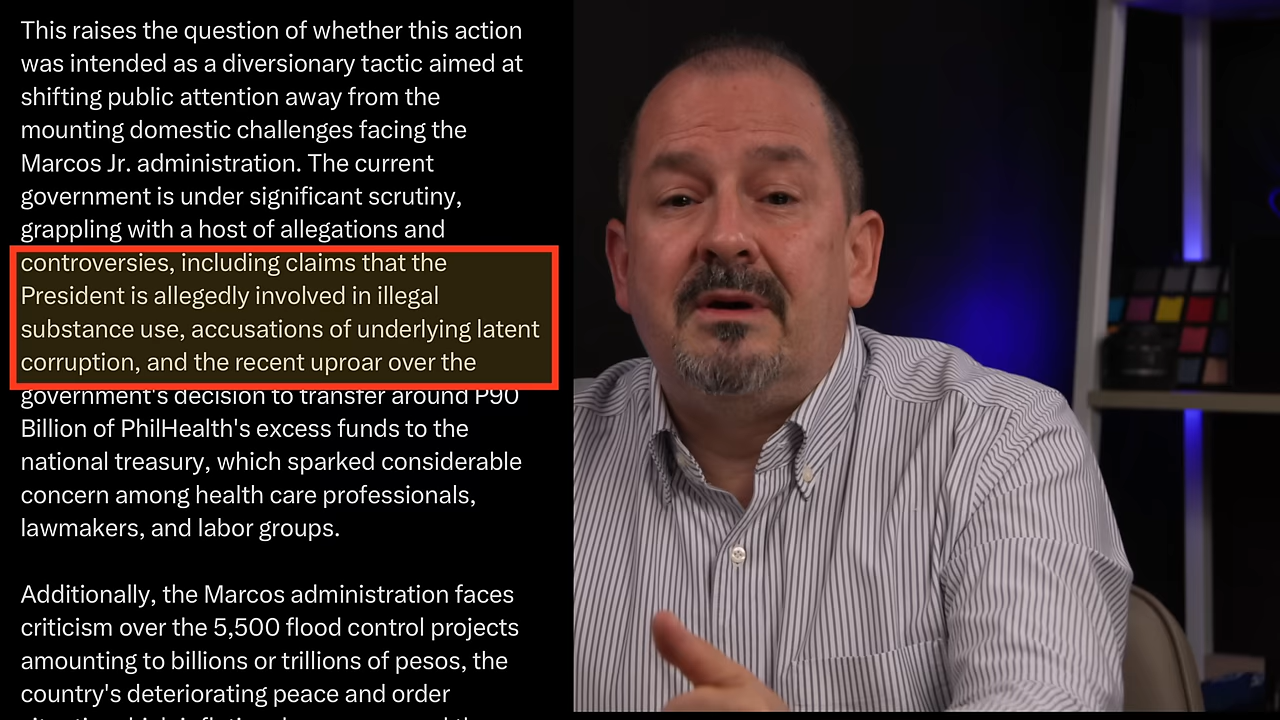 This raises the question of whether this action
was intended as a diversionary tactic aimed at
shifting public attention away from the
mounting domestic challenges facing the
Marcos Jr. administration. The current
government is under significant scrutiny,
grappling with a host of allegations and
controversies, including claims that the
President is allegedly involved in illegal
substance use, accusations of underlying latent
corruption, and the recent uproar over the
government's decision to transfer around P90
Billion of PhilHealth's excess funds to the
national treasury, which sparked considerable
concern among health care professionals,
lawmakers, and labor groups.
Additionally, the Marcos administration faces
criticism over the 5,500 flood control projects
amounting to billions or trillions of pesos, the
country's deteriorating peace and order